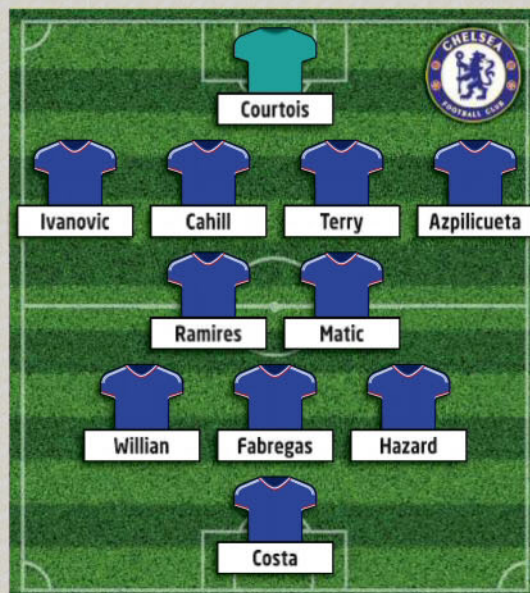 CHELSEA
FOOTBALL CLUB
Courtois
Ivanovic Cahill Terry Azpilicueta
Ramires Matic
Willian Fabregas Hazard
Costa